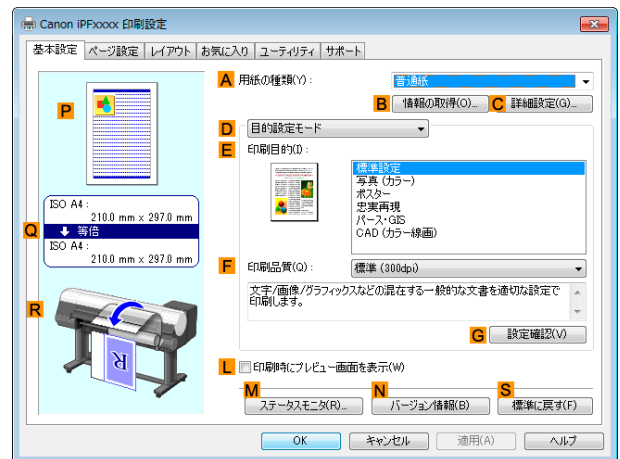 Canon iPFxxxx 印刷設定
基本設定 ページ設定 レイアウト お気に入り ユーティリティ サポート
A 用紙の種類(Y): 普通紙
B 情報の取得(O)... C 詳細設定(G)...
P
D 目的設定モード
E 印刷目的(I):
標準設定
写真 (カラー)
ポスター
忠実再現
パース・GIS
CAD (カラー線画)
ISO A4 :
210.0 mm x 297.0 mm
Q 等倍
ISO A4 :
210.0 mm x 297.0 mm
F 印刷品質(Q): 標準 (300dpi)
文字/画像/グラフィックスなどの混在する一般的な文書を適切な設定で
印刷します。
R
G 設定確認(V)
L 印刷時にプレビュー画面を表示(W)
M N S
ステータスモニタ(R)... バージョン情報(B) 標準に戻す(F)
OK キャンセル 適用(A) ヘルプ